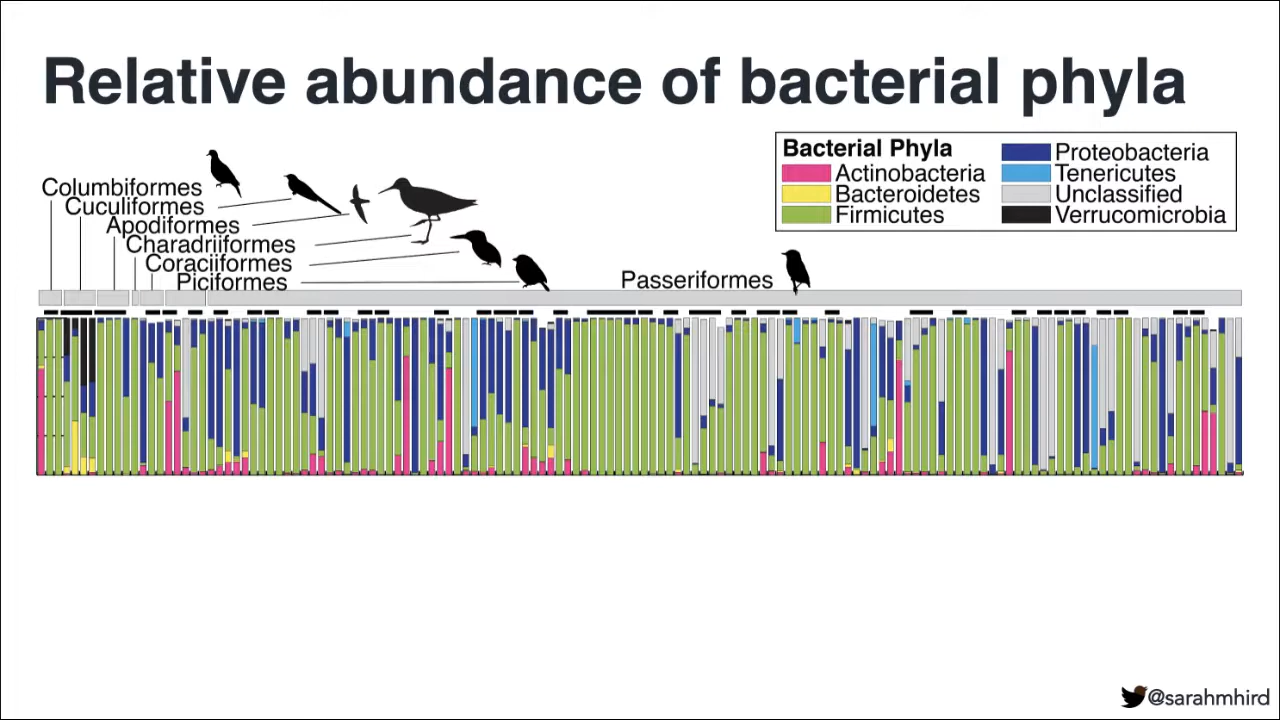 Relative abundance of bacterial phyla
Columbiformes
Cuculiformes
Apodiformes
Charadriiformes
Coraciiformes
Piciformes
Passeriformes
Bacterial Phyla
Actinobacteria
Bacteroidetes
Firmicutes
Proteobacteria
Tenericutes
Unclassified
Verrucomicrobia
@sarahmhird